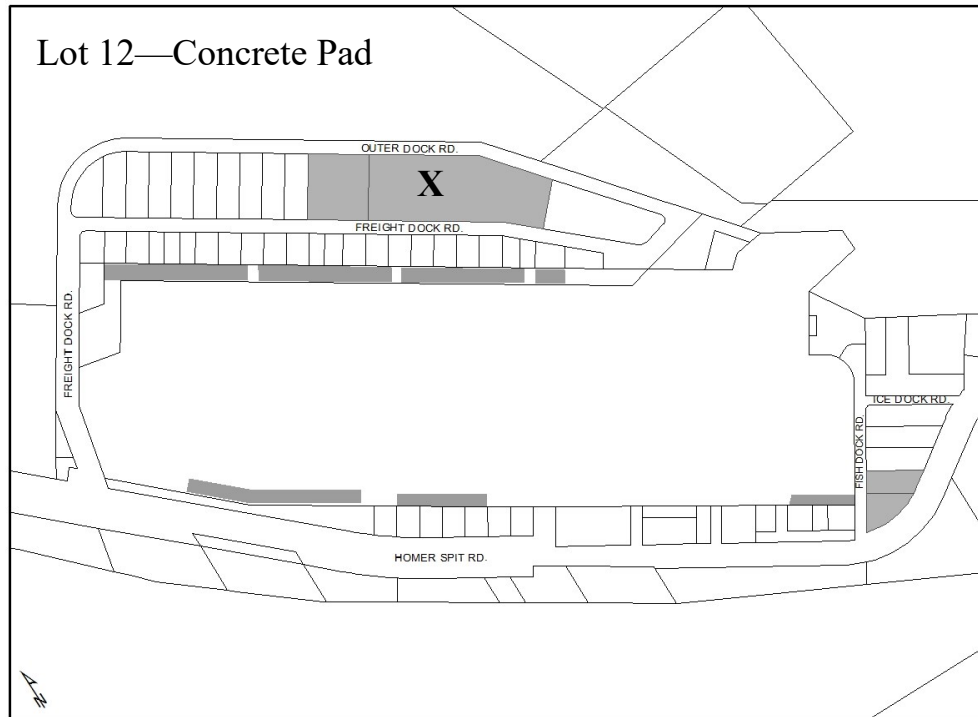 Lot 12—Concrete Pad
OUTER DOCK RD.
X
FREIGHT DOCK RD.
FREIGHT DOCK RD.
ICE DOCK RD.
FISH DOCK RD.
HOMER SPIT RD.
N